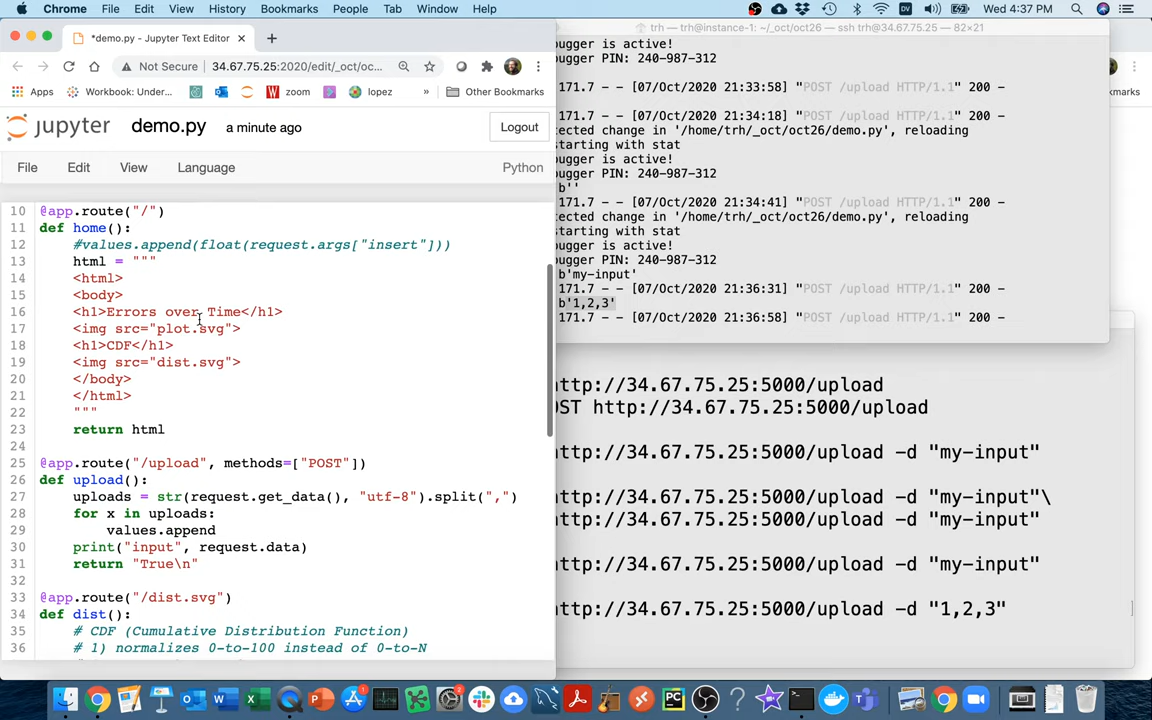 Chrome File Edit View History Bookmarks People Tab Window Help DV Wed 4:37 PM
*demo.py - Jupyter Text Editor
trh — trh@instance-1: ~/_oct/oct26 — ssh trh@34.67.75.25 — 82×21
Not Secure 34.67.75.25:2020/edit/_oct/oc...
Apps Workbook: Under... zoom lopez » Other Bookmarks
kmarks
jupyter demo.py a minute ago Logout
File Edit View Language Python
10 @app.route("/")
11 def home():
12 #values.append(float(request.args["insert"]))
13 html = """
14 <html>
15 <body>
16 <h1>Errors over Time</h1>
17 <img src="plot.svg">
18 <h1>CDF</h1>
19 <img src="dist.svg">
20 </body>
21 </html>
22 """
23 return html
24
25 @app.route("/upload", methods=["POST"])
26 def upload():
27 uploads = str(request.get_data(), "utf-8").split(",")
28 for x in uploads:
29 values.append
30 print("input", request.data)
31 return "True\n"
32
33 @app.route("/dist.svg")
34 def dist():
35 # CDF (Cumulative Distribution Function)
36 # 1) normalizes 0-to-100 instead of 0-to-N
bugger is active!
bugger PIN: 240-987-312
171.7 - - [07/Oct/2020 21:33:58] "POST /upload HTTP/1.1" 200 -
171.7 - - [07/Oct/2020 21:34:18] "POST /upload HTTP/1.1" 200 -
ected change in '/home/trh/_oct/oct26/demo.py', reloading
starting with stat
bugger is active!
bugger PIN: 240-987-312
b''
171.7 - - [07/Oct/2020 21:34:41] "POST /upload HTTP/1.1" 200 -
ected change in '/home/trh/_oct/oct26/demo.py', reloading
starting with stat
bugger is active!
bugger PIN: 240-987-312
b'my-input'
171.7 - - [07/Oct/2020 21:36:31] "POST /upload HTTP/1.1" 200 -
b'1,2,3'
171.7 - - [07/Oct/2020 21:36:58] "POST /upload HTTP/1.1" 200 -
ttp://34.67.75.25:5000/upload
OST http://34.67.75.25:5000/upload
ttp://34.67.75.25:5000/upload -d "my-input"
ttp://34.67.75.25:5000/upload -d "my-input"\
ttp://34.67.75.25:5000/upload -d "my-input"
ttp://34.67.75.25:5000/upload -d "my-input"
ttp://34.67.75.25:5000/upload -d "1,2,3"